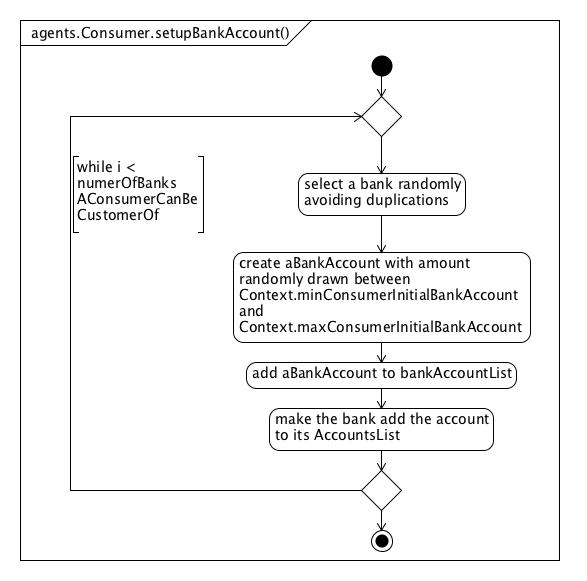 agents.Consumer.setupBankAccount()
while i <
numerOfBanks
AConsumerCanBe
CustomerOf
select a bank randomly
avoiding duplications
create aBankAccount with amount
randomly drawn between
Context.minConsumerInitialBankAccount
and
Context.maxConsumerInitialBankAccount
add aBankAccount to bankAccountList
make the bank add the account
to its AccountsList